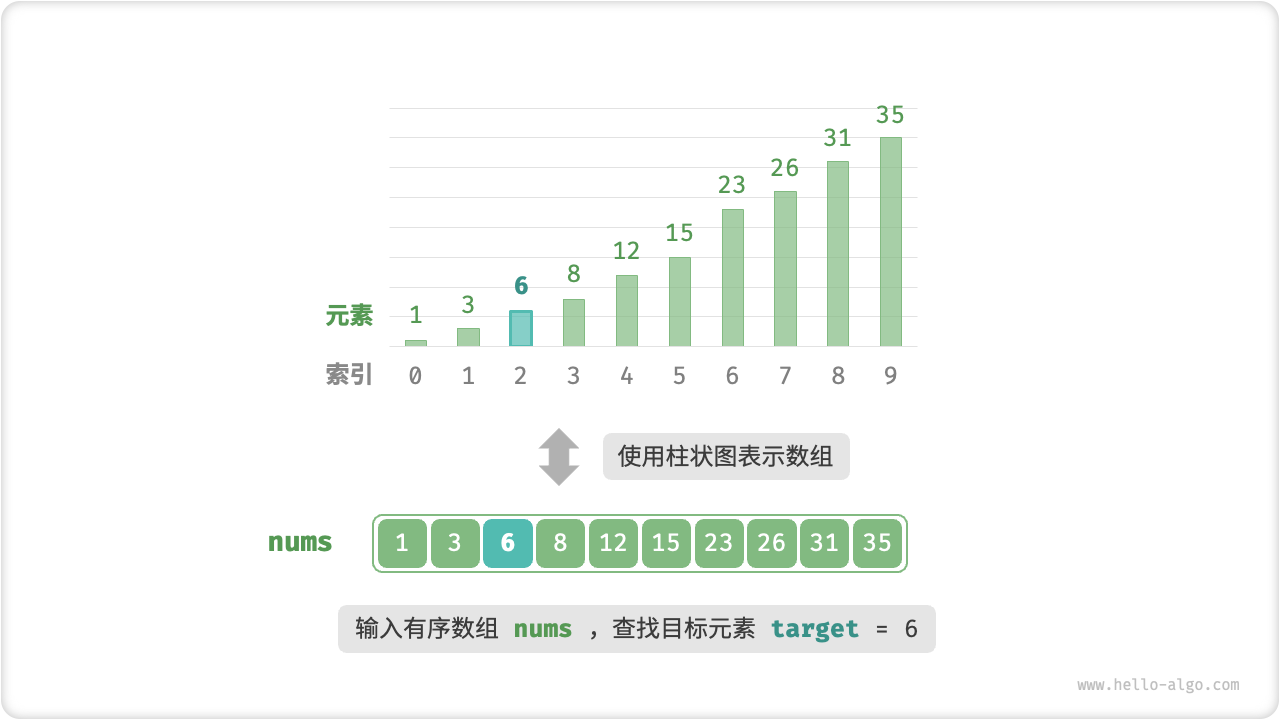 35
31
26
23
15
12
8
6
3
元素 1
索引 0 1 2 3 4 5 6 7 8 9
使用柱状图表示数组
nums 1 3 6 8 12 15 23 26 31 35
输入有序数组 nums ，查找目标元素 target = 6
www.hello-algo.com